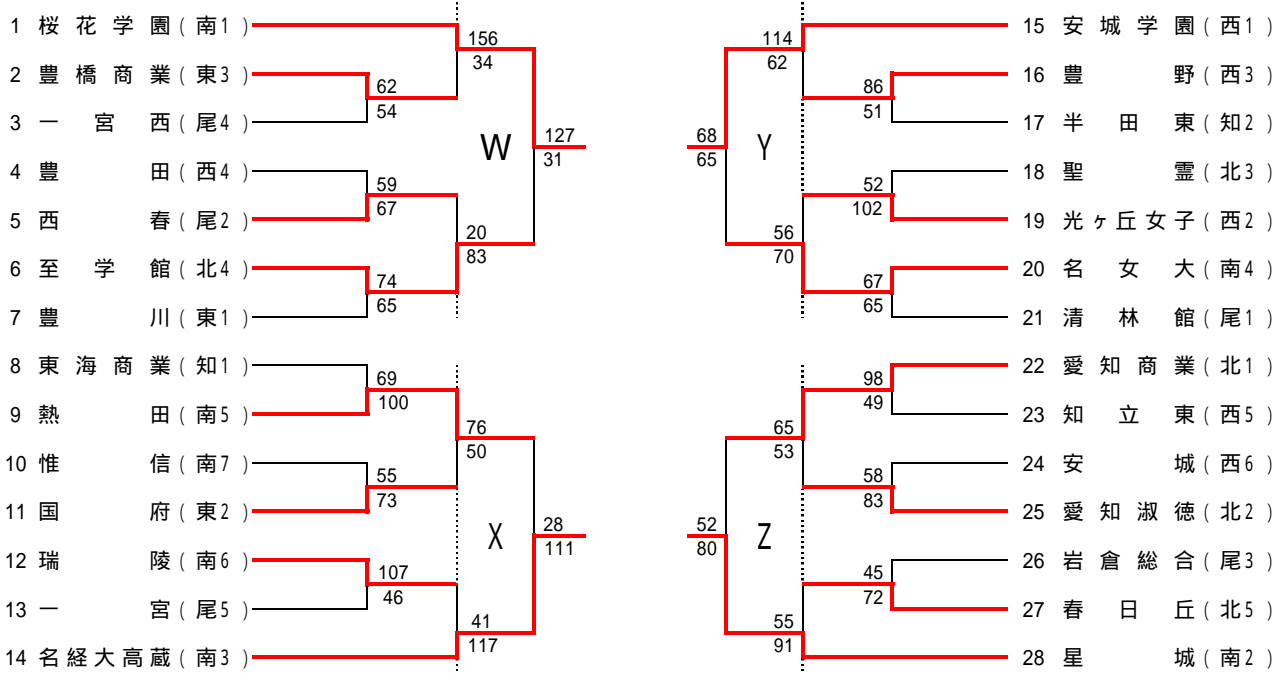 1 桜花学園(南1)
156
34
2 豊橋商業(東3)
62
54
3 一宮西(尾4)
W
127
31
4 豊田(西4)
59
67
5 西春(尾2)
20
83
6 至学館(北4)
74
65
7 豊川(東1)
8 東海商業(知1)
69
100
9 熱田(南5)
76
50
10 惟信(南7)
55
73
11 国府(東2)
X
28
111
12 瑞陵(南6)
107
46
13 一宮(尾5)
41
117
14 名経大高蔵(南3)
114
62
15 安城学園(西1)
86
51
16 豊野(西3)
17 半田東(知2)
68
65
Y
18 聖霊(北3)
52
102
19 光ヶ丘女子(西2)
56
70
20 名女大(南4)
67
65
21 清林館(尾1)
22 愛知商業(北1)
98
49
23 知立東(西5)
65
53
24 安城(西6)
58
83
25 愛知淑徳(北2)
52
80
Z
26 岩倉総合(尾3)
45
72
27 春日丘(北5)
55
91
28 星城(南2)